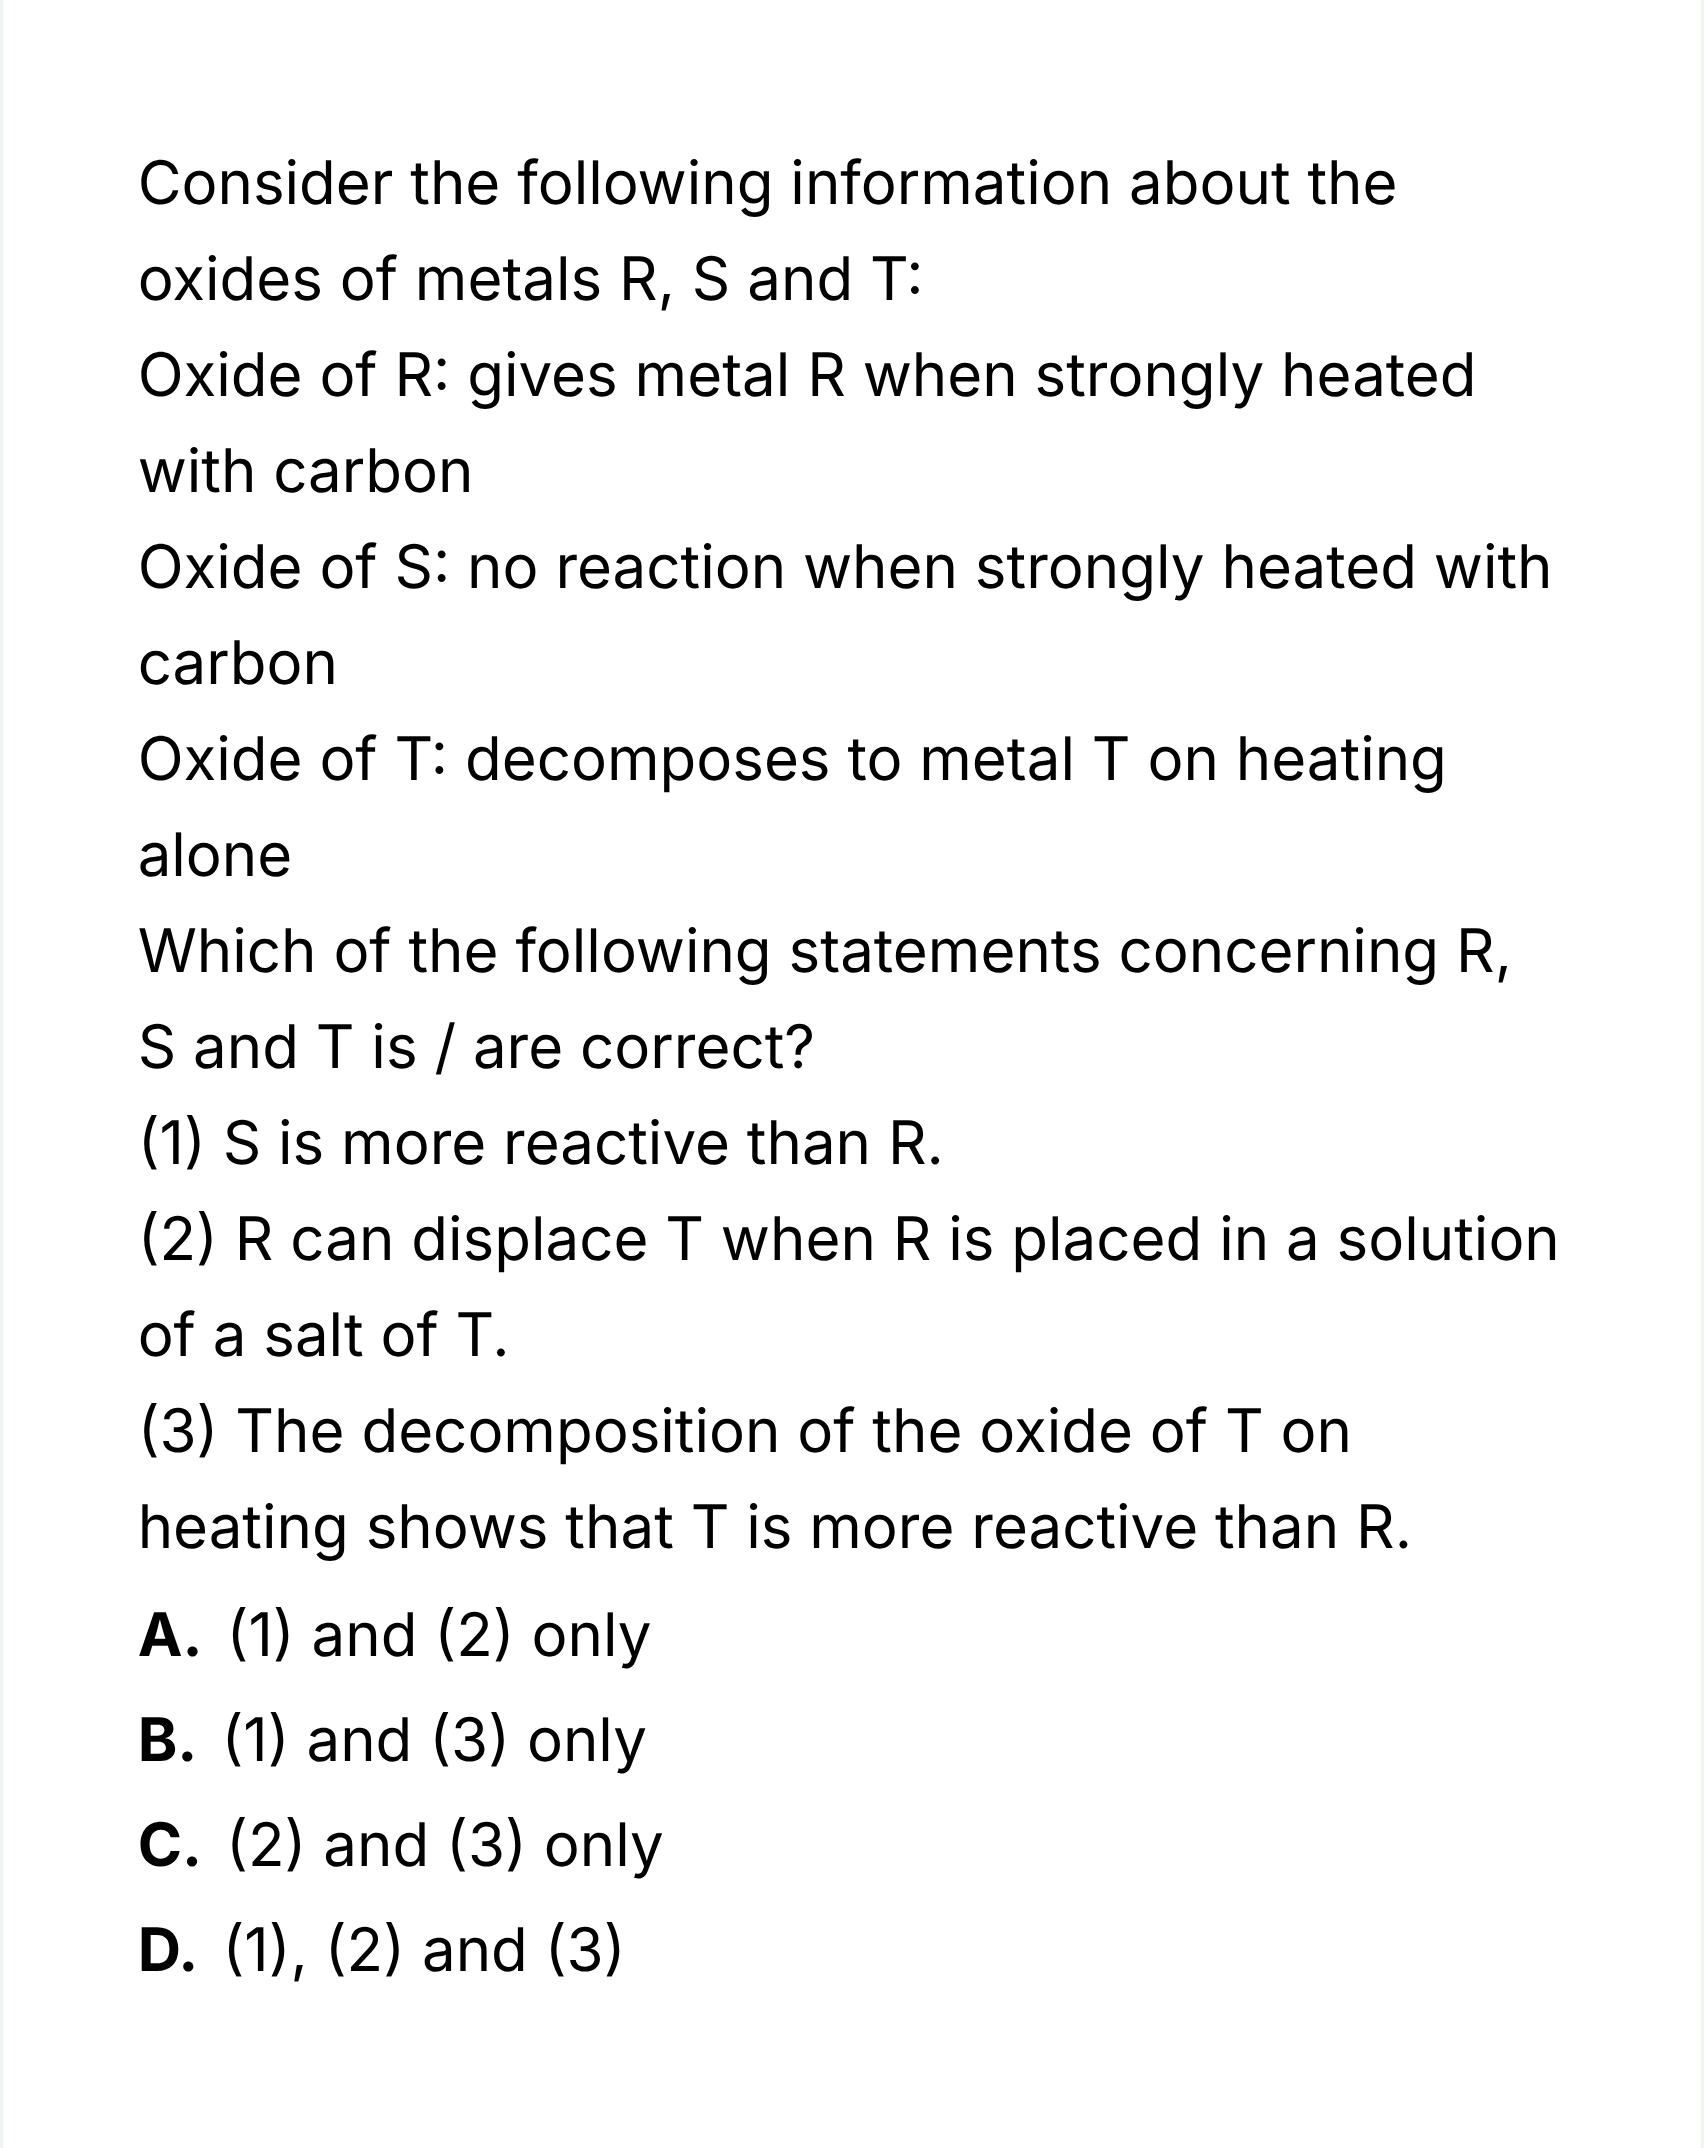 Consider the following information about the
oxides of metals R, S and T:
Oxide of R: gives metal R when strongly heated
with carbon
Oxide of S: no reaction when strongly heated with
carbon
Oxide of T: decomposes to metal T on heating
alone
Which of the following statements concerning R,
S and T is / are correct?
(1) S is more reactive than R.
(2) R can displace T when R is placed in a solution
of a salt of T.
(3) The decomposition of the oxide of T on
heating shows that T is more reactive than R.
A. (1) and (2) only
B. (1) and (3) only
C. (2) and (3) only
D. (1), (2) and (3)